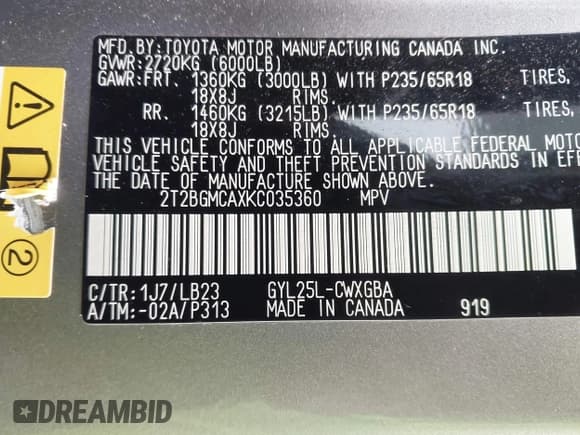 MFD.BY:TOYOTA MOTOR MANUFACTURING CANADA INC.
GVWR:2720KG (6000LB)
GAWR:FRT. 1360KG (3000LB) WITH P235/65R18 TIRES,
18X8J RIMS.
RR. 1460KG (3215LB) WITH P235/65R18 TIRES,
18X8J RIMS.
THIS VEHICLE CONFORMS TO ALL APPLICABLE FEDERAL MOTO
VEHICLE SAFETY AND THEFT PREVENTION STANDARDS IN EFF
THE DATE OF MANUFACTURE SHOWN ABOVE.
2T2BGMCAXKC035360 MPV
2
C/TR:1J7/LB23 GYL25L-CWXGBA
A/TM:-02A/P313 MADE IN CANADA 919
DREAMBID